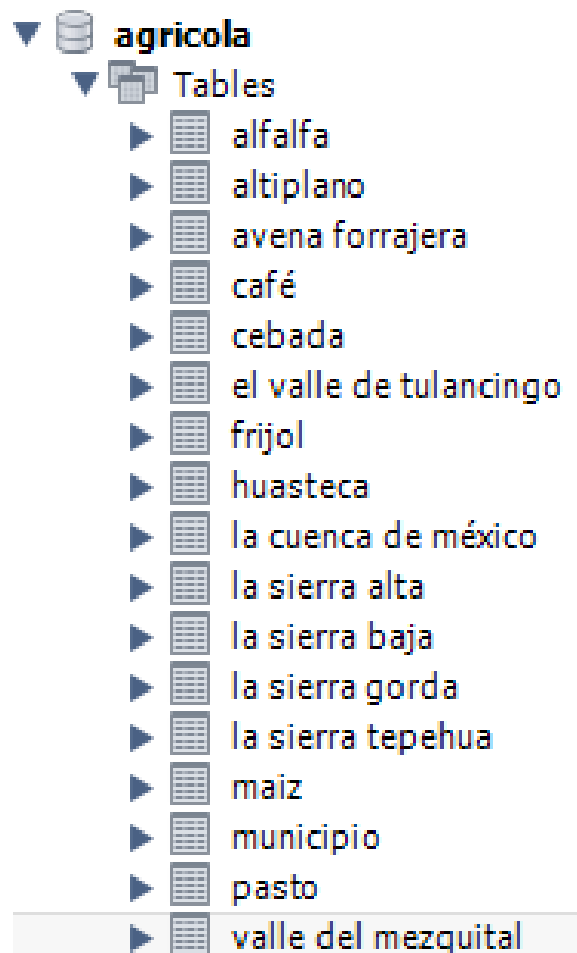 agricola
Tables
alfalfa
altiplano
avena forrajera
café
cebada
el valle de tulancingo
frijol
huasteca
la cuenca de méxico
la sierra alta
la sierra baja
la sierra gorda
la sierra tepehua
maiz
municipio
pasto
valle del mezquital